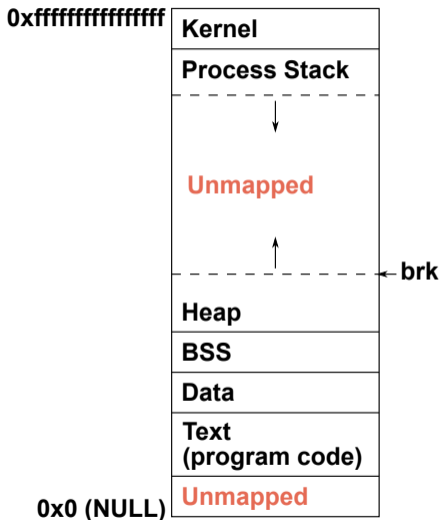 0xffffffffffffffff
Kernel
Process Stack
Unmapped
brk
Heap
BSS
Data
Text
(program code)
Unmapped
0x0 (NULL)